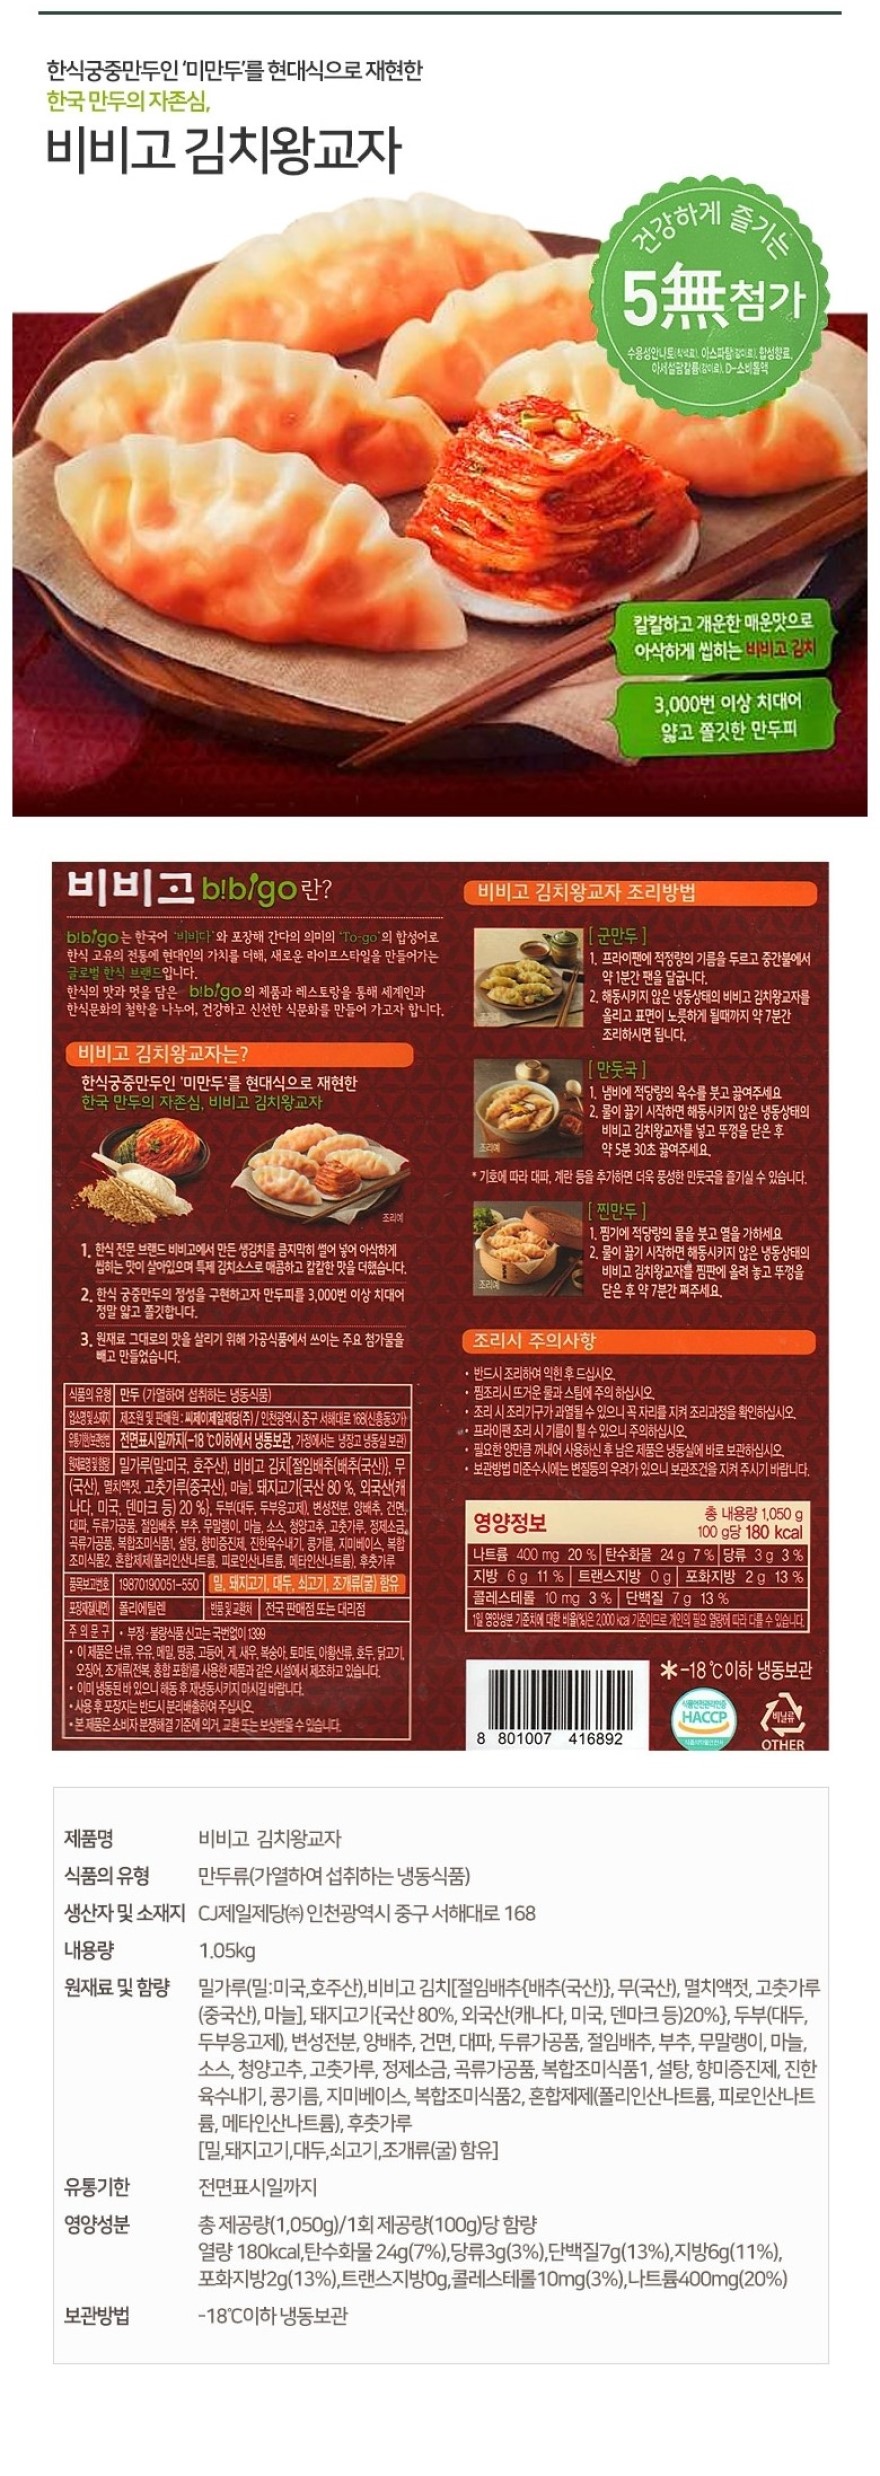 한식궁중만두인 '미만두'를 현대식으로 재현한
한국 만두의 자존심,
비비고 김치왕교자
건강하게 즐기는
5無첨가
수용성안나토(착색료), 아스파탐(감미료), 합성향료,
아세설팜칼륨(감미료), D-소비톨액
칼칼하고 개운한 매운맛으로
아삭하게 씹히는 비비고 김치
3,000번 이상 치대어
얇고 쫄깃한 만두피
비비고 bibigo란?
bibigo는 한국어 '비비다'와 포장해 간다의 의미의 'To-go'의 합성어로
한식 고유의 전통에 현대인의 가치를 더해, 새로운 라이프스타일을 만들어가는
글로벌 한식 브랜드입니다.
한식의 맛과 멋을 담은 bibigo의 제품과 레스토랑을 통해 세계인과
한식문화의 철학을 나누어, 건강하고 신선한 식문화를 만들어 가고자 합니다.
비비고 김치왕교자는?
한식궁중만두인 '미만두'를 현대식으로 재현한
한국 만두의 자존심, 비비고 김치왕교자
조리예
1. 한식 전문 브랜드 비비고에서 만든 생김치를 큼지막히 썰어 넣어 아삭하게
씹히는 맛이 살아있으며 특제 김치소스로 매콤하고 칼칼한 맛을 더했습니다.
2. 한식 궁중만두의 정성을 구현하고자 만두피를 3,000번 이상 치대어
정말 얇고 쫄깃합니다.
3. 원재료 그대로의 맛을 살리기 위해 가공식품에서 쓰이는 주요 첨가물을
빼고 만들었습니다.
식품의 유형 만두 (가열하여 섭취하는 냉동식품)
업소명 및 소재지 제조원 및 판매원 : 씨제이제일제당(주) / 인천광역시 중구 서해대로 168(신흥동3가)
유통기한/보관방법 전면표시일까지(-18 ℃이하에서 냉동보관, 가정에서는 냉장고 냉동실 보관)
원재료명 및 함량 밀가루(밀:미국, 호주산), 비비고 김치[절임배추{배추(국산)}, 무
(국산), 멸치액젓, 고춧가루(중국산), 마늘], 돼지고기{국산 80 %, 외국산(캐
나다, 미국, 덴마크 등) 20 %}, 두부(대두, 두부응고제), 변성전분, 양배추, 건면,
대파, 두류가공품, 절임배추, 부추, 무말랭이, 마늘, 소스, 청양고추, 고춧가루, 정제소금,
곡류가공품, 복합조미식품1, 설탕, 향미증진제, 진한육수내기, 콩기름, 지미베이스, 복합
조미식품2, 혼합제제(폴리인산나트륨, 피로인산나트륨, 메타인산나트륨), 후춧가루
품목보고번호 19870190051-550 밀, 돼지고기, 대두, 쇠고기, 조개류(굴) 함유
포장재질(내면) 폴리에틸렌 반품 및 교환처 전국 판매점 또는 대리점
주 의 문 구 • 부정·불량식품 신고는 국번없이 1399
• 이 제품은 난류, 우유, 메밀, 땅콩, 고등어, 게, 새우, 복숭아, 토마토, 아황산류, 호두, 닭고기,
오징어, 조개류(전복, 홍합 포함)를 사용한 제품과 같은 시설에서 제조하고 있습니다.
• 이미 냉동된 바 있으니 해동 후 재냉동시키지 마시길 바랍니다.
• 사용 후 포장지는 반드시 분리배출하여 주십시오.
• 본 제품은 소비자 분쟁해결 기준에 의거, 교환 또는 보상받을 수 있습니다.
비비고 김치왕교자 조리방법
조리예
[ 군만두 ]
1. 프라이팬에 적정량의 기름을 두르고 중간불에서
약 1분간 팬을 달굽니다.
2. 해동시키지 않은 냉동상태의 비비고 김치왕교자를
올리고 표면이 노릇하게 될때까지 약 7분간
조리하시면 됩니다.
조리예
[ 만둣국 ]
1. 냄비에 적당량의 육수를 붓고 끓여주세요
2. 물이 끓기 시작하면 해동시키지 않은 냉동상태의
비비고 김치왕교자를 넣고 뚜껑을 닫은 후
약 5분 30초 끓여주세요.
* 기호에 따라 대파, 계란 등을 추가하면 더욱 풍성한 만둣국을 즐기실 수 있습니다.
조리예
[ 찐만두 ]
1. 찜기에 적당량의 물을 붓고 열을 가하세요
2. 물이 끓기 시작하면 해동시키지 않은 냉동상태의
비비고 김치왕교자를 찜판에 올려 놓고 뚜껑을
닫은 후 약 7분간 쪄주세요.
조리시 주의사항
• 반드시 조리하여 익힌 후 드십시오.
• 찜조리시 뜨거운 물과 스팀에 주의 하십시오.
• 조리 시 조리기구가 과열될 수 있으니 꼭 자리를 지켜 조리과정을 확인하십시오.
• 프라이팬 조리 시 기름이 튈 수 있으니 주의하십시오.
• 필요한 양만큼 꺼내어 사용하신 후 남은 제품은 냉동실에 바로 보관하십시오.
• 보관방법 미준수시에는 변질등의 우려가 있으니 보관조건을 지켜 주시기 바랍니다.
영양정보 총 내용량 1,050 g
100 g당 180 kcal
나트륨 400 mg 20 % 탄수화물 24 g 7 % 당류 3 g 3 %
지방 6 g 11 % 트랜스지방 0 g 포화지방 2 g 13 %
콜레스테롤 10 mg 3 % 단백질 7 g 13 %
1일 영양성분 기준치에 대한 비율(%)은 2,000 kcal 기준이므로 개인의 필요 열량에 따라 다를 수 있습니다.
*-18 ℃ 이하 냉동보관
8 801007 416892
식품안전관리인증
HACCP
식품의약품안전처
비닐류
OTHER
제품명 비비고 김치왕교자
식품의 유형 만두류(가열하여 섭취하는 냉동식품)
생산자 및 소재지 CJ제일제당㈜ 인천광역시 중구 서해대로 168
내용량 1.05kg
원재료 및 함량 밀가루(밀:미국,호주산),비비고 김치[절임배추{배추(국산)}, 무(국산), 멸치액젓, 고춧가루
(중국산), 마늘], 돼지고기{국산 80%, 외국산(캐나다, 미국, 덴마크 등)20%}, 두부(대두,
두부응고제), 변성전분, 양배추, 건면, 대파, 두류가공품, 절임배추, 부추, 무말랭이, 마늘,
소스, 청양고추, 고춧가루, 정제소금, 곡류가공품, 복합조미식품1, 설탕, 향미증진제, 진한
육수내기, 콩기름, 지미베이스, 복합조미식품2, 혼합제제(폴리인산나트륨, 피로인산나트
륨, 메타인산나트륨), 후춧가루
[밀,돼지고기,대두,쇠고기,조개류(굴) 함유]
유통기한 전면표시일까지
영양성분 총 제공량(1,050g)/1회 제공량(100g)당 함량
열량 180kcal,탄수화물 24g(7%),당류3g(3%),단백질7g(13%),지방6g(11%),
포화지방2g(13%),트랜스지방0g,콜레스테롤10mg(3%),나트륨400mg(20%)
보관방법 -18℃이하 냉동보관